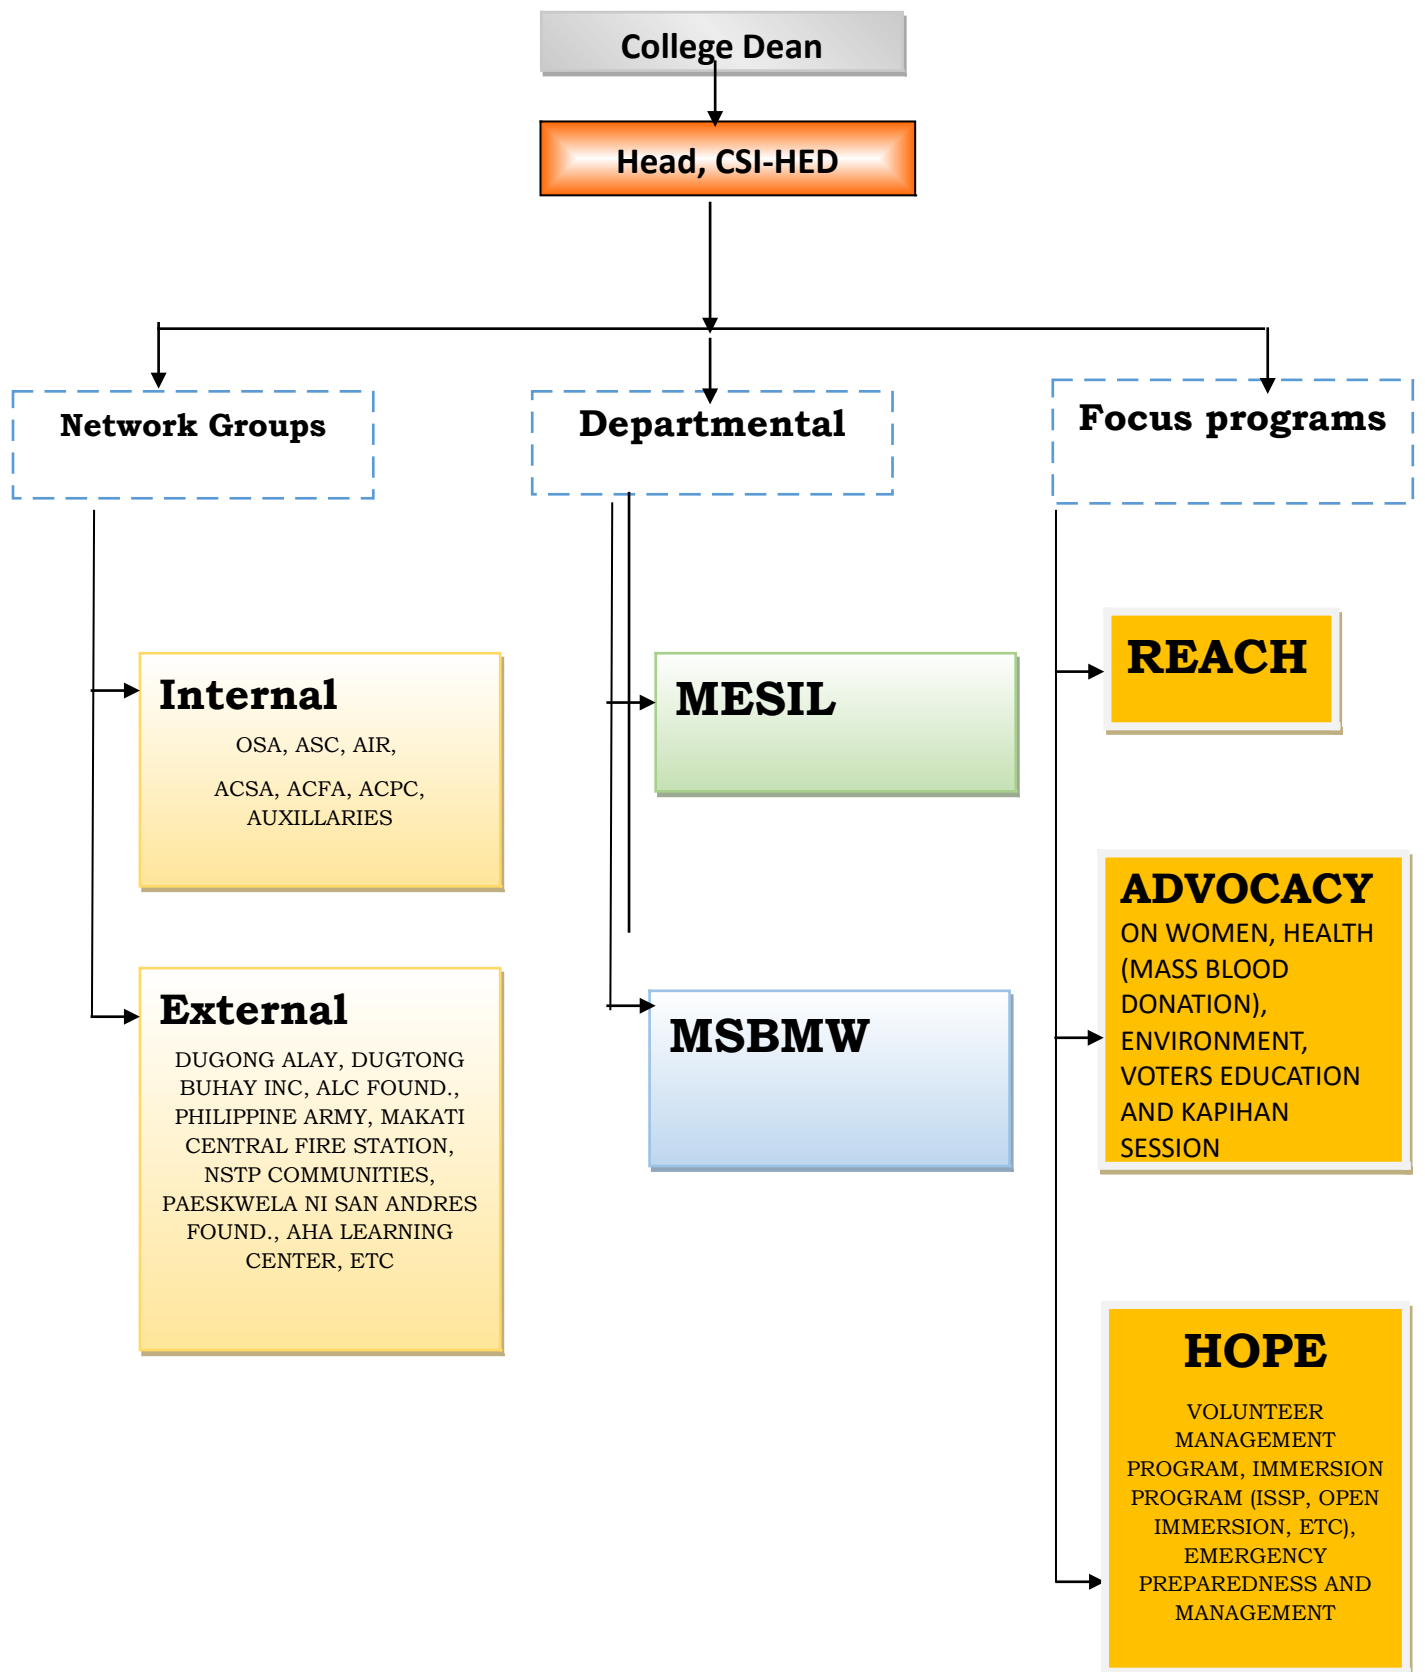 College Dean
Head, CSI-HED
Network Groups
Departmental
Focus programs
Internal
OSA, ASC, AIR,
ACSA, ACFA, ACPC,
AUXILLARIES
External
DUGONG ALAY, DUGTONG
BUHAY INC, ALC FOUND.,
PHILIPPINE ARMY, MAKATI
CENTRAL FIRE STATION,
NSTP COMMUNITIES,
PAESKWELA NI SAN ANDRES
FOUND., AHA LEARNING
CENTER, ETC
MESIL
MSBMW
REACH
ADVOCACY
ON WOMEN, HEALTH
(MASS BLOOD
DONATION),
ENVIRONMENT,
VOTERS EDUCATION
AND KAPIHAN
SESSION
HOPE
VOLUNTEER
MANAGEMENT
PROGRAM, IMMERSION
PROGRAM (ISSP, OPEN
IMMERSION, ETC),
EMERGENCY
PREPAREDNESS AND
MANAGEMENT